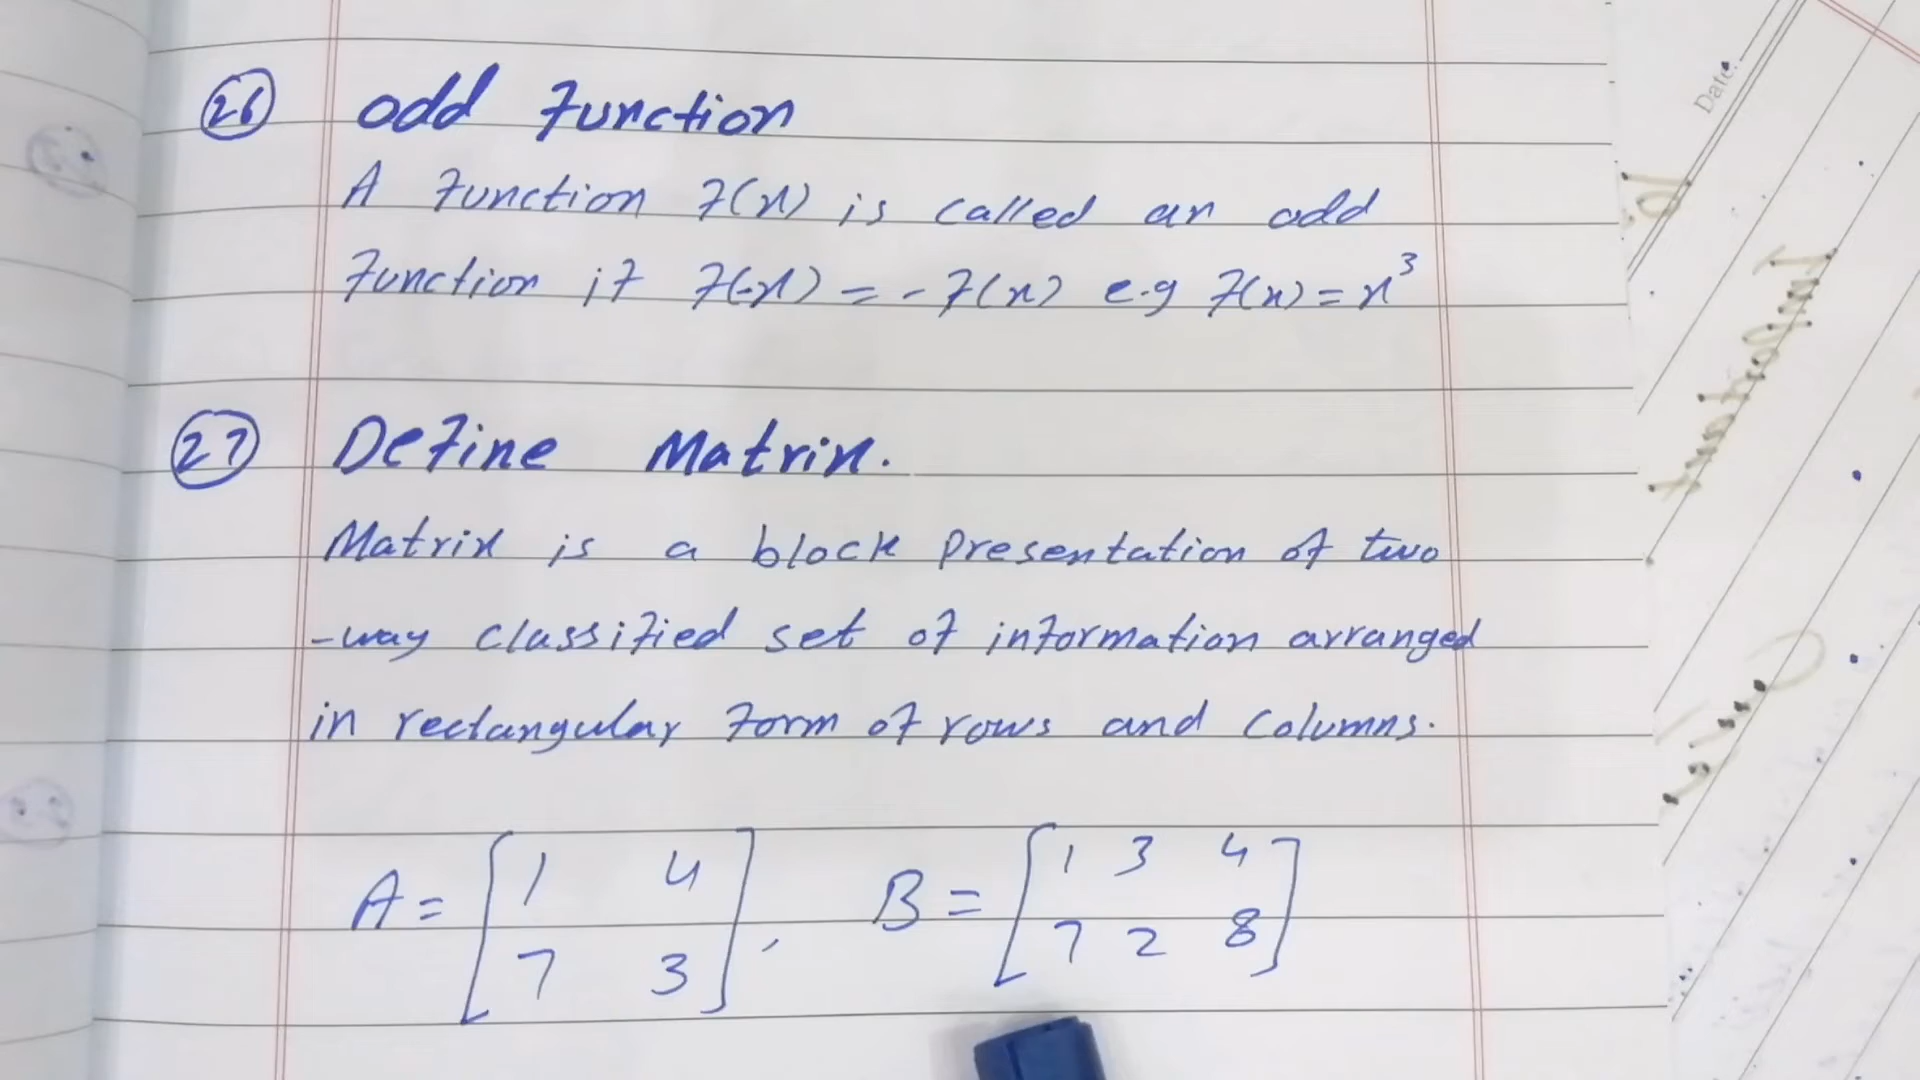 26 odd Function
A Function F(x) is called an odd
Function if F(-x) = - F(x) e.g F(x) = x³
27 Define Matrix.
Matrix is a block presentation of two
-way classified set of information arranged
in rectangular Form of rows and columns.
A = [1 4
7 3], B = [1 3 4
7 2 8]
Date: